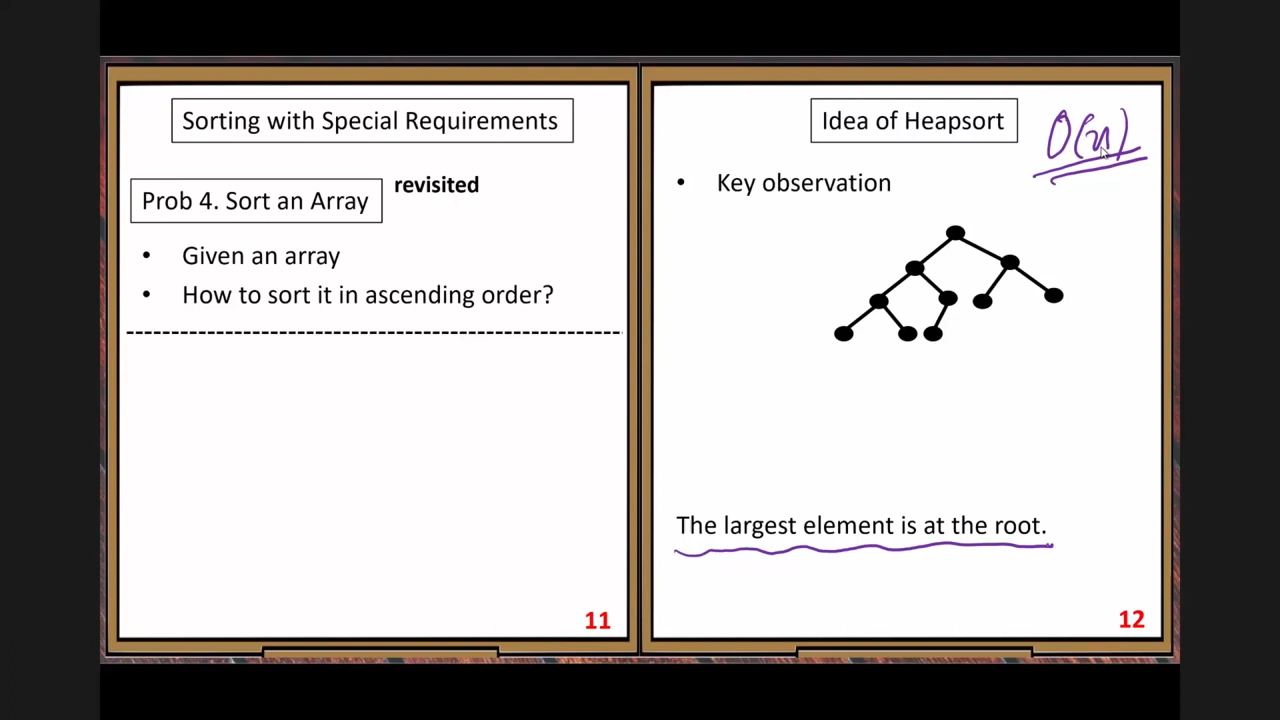 Sorting with Special Requirements
revisited
Prob 4. Sort an Array
• Given an array
• How to sort it in ascending order?
11
Idea of Heapsort
O(n)
• Key observation
The largest element is at the root.
12